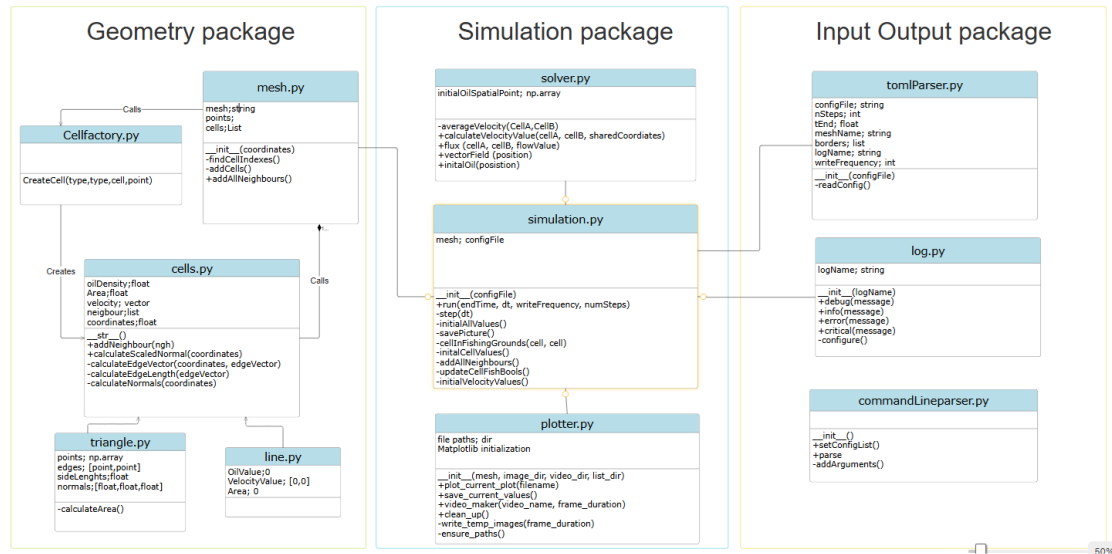 Geometry package
mesh.py
mesh;string
points;
cells;List
__init__(coordinates)
-findCellIndexes()
-addCells()
+addAllNeighbours()
Calls
Cellfactory.py
CreateCell(type,type,cell,point)
Creates
Calls
cells.py
oilDensity;float
Area;float
velocity; vector
neigbour;list
coordinates;float
__str__()
+addNeighbour(ngh)
+calculateScaledNormal(coordinates)
-calculateEdgeVector(coordinates, edgeVector)
-calculateEdgeLength(edgeVector)
-calculateNormals(coordinates)
triangle.py
points; np.array
edges; [point,point]
sideLenghts;float
normals;[float,float,float]
-calculateArea()
line.py
OilValue;0
VelocityValue; [0,0]
Area; 0
Simulation package
solver.py
initialOilSpatialPoint; np.array
-averageVelocity(CellA,CellB)
+calculateVelocityValue(cellA, cellB, sharedCoordiates)
+flux (cellA, cellB, flowValue)
+vectorField (position)
+initalOil(posistion)
simulation.py
mesh; configFile
__init__(configFile)
+run(endTime, dt, writeFrequency, numSteps)
-step(dt)
-initialAllValues()
-savePicture()
-cellInFishingGrounds(cell, cell)
-initalCellValues()
-addAllNeighbours()
-updateCellFishBools()
-initialVelocityValues()
plotter.py
file paths; dir
Matplotlib initialization
__init__(mesh, image_dir, video_dir, list_dir)
+plot_current_plot(filename)
+save_current_values()
+video_maker(video_name, frame_duration)
+clean_up()
-write_temp_images(frame_duration)
-ensure_paths()
Input Output package
tomlParser.py
configFile; string
nSteps; int
tEnd; float
meshName; string
borders; list
logName; string
writeFrequency; int
__init__(configFile)
-readConfig()
log.py
logName; string
__init__(logName)
+debug(message)
+info(message)
+error(message)
+critical(message)
-configure()
commandLineparser.py
__init__()
+setConfigList()
+parse
-addArguments()
50%